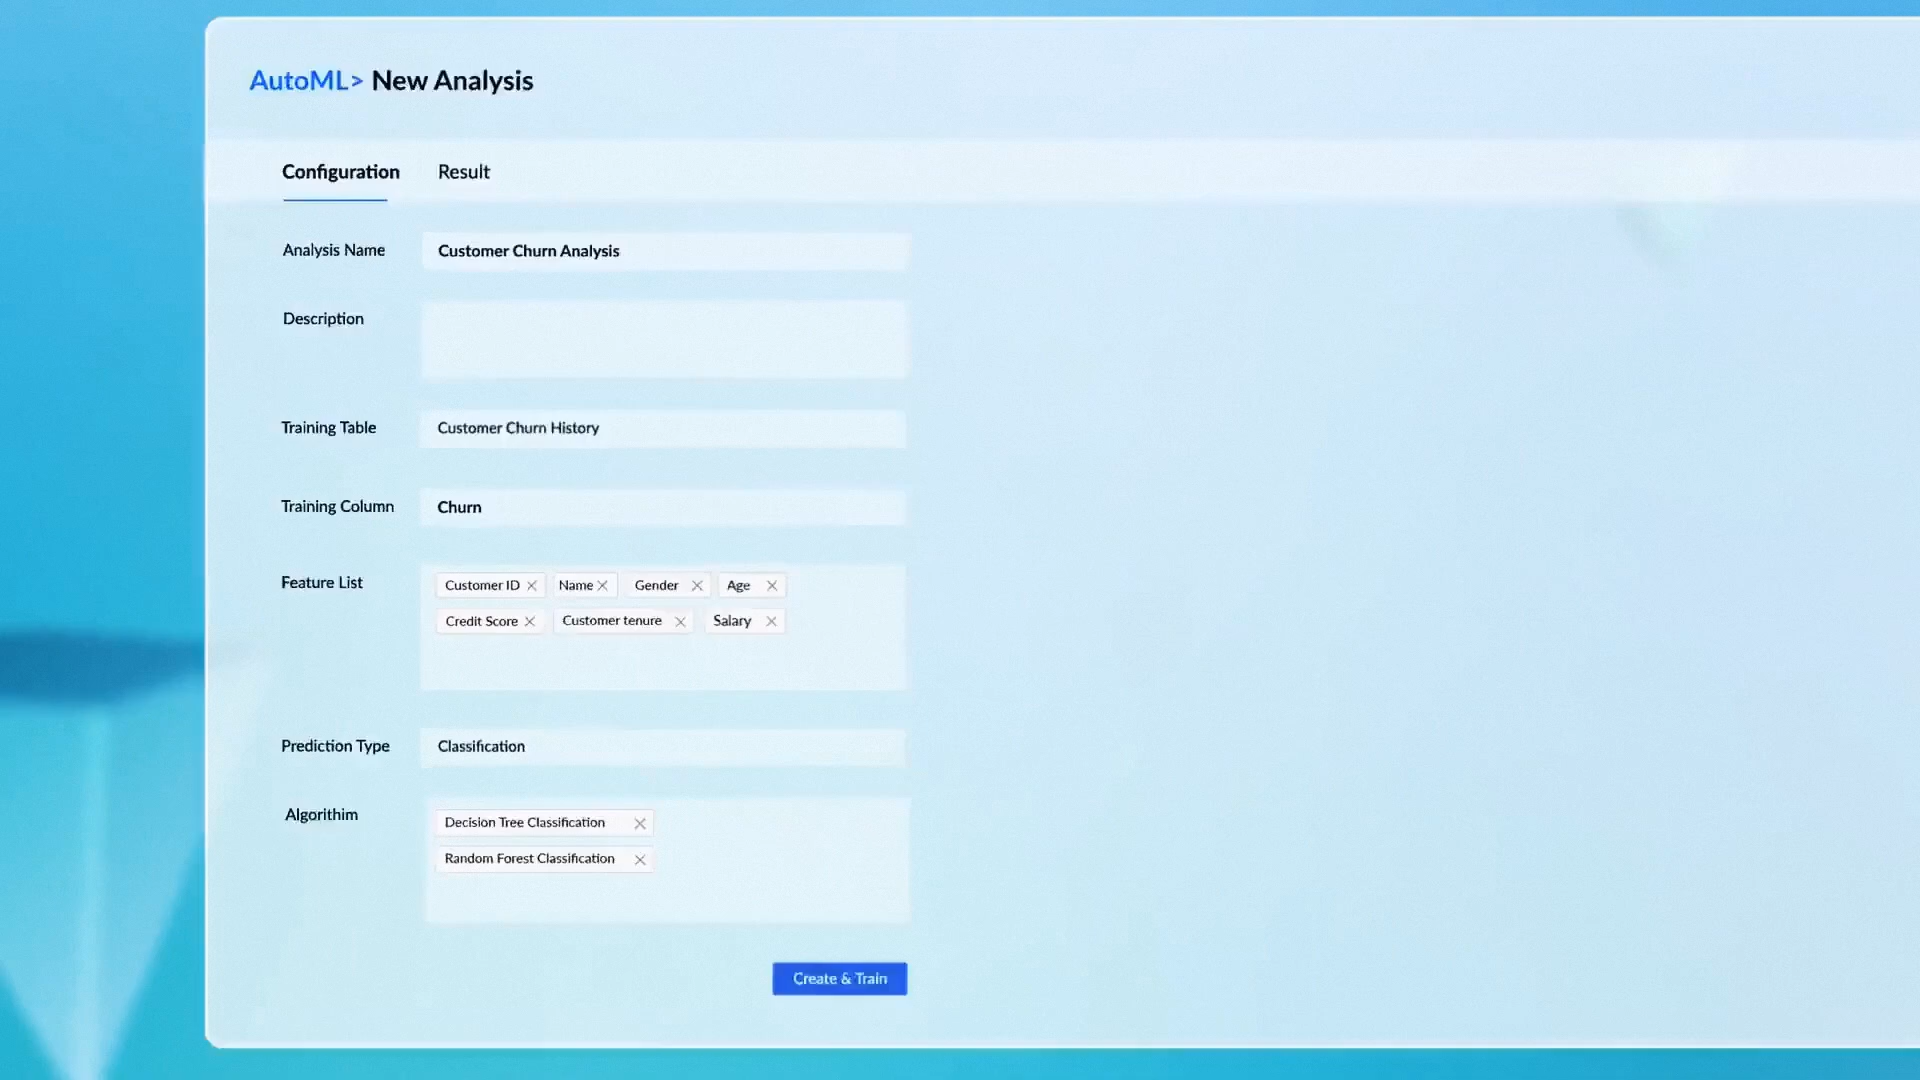 AutoML> New Analysis
Configuration Result
Analysis Name Customer Churn Analysis
Description
Training Table Customer Churn History
Training Column Churn
Feature List Customer ID Name Gender Age
Credit Score Customer tenure Salary
Prediction Type Classification
Algorithim Decision Tree Classification
Random Forest Classification
Create & Train